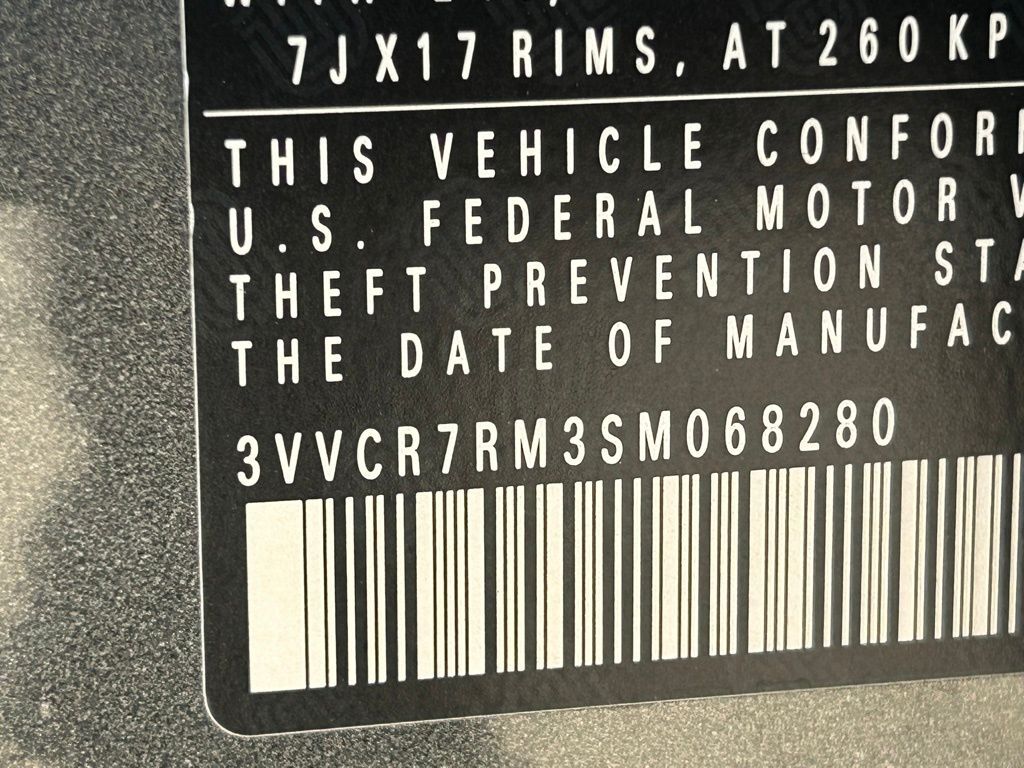 7JX17 RIMS, AT 260 KP
THIS VEHICLE CONFOR
U.S. FEDERAL MOTOR V
THEFT PREVENTION STA
THE DATE OF MANUFAC
3VVCR7RM3SM068280